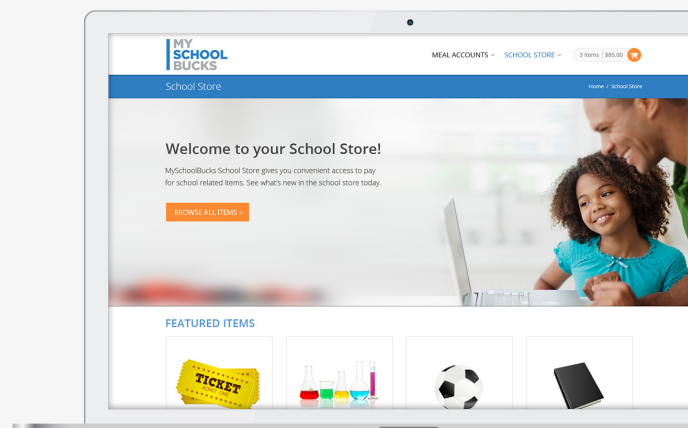 MY
SCHOOL
BUCKS
MEAL ACCOUNTS
SCHOOL STORE
3 Items | $85.00
School Store
Home / School Store
Welcome to your School Store!
MySchoolBucks School Store gives you convenient access to pay
for school related items. See what's new in the school store today.
BROWSE ALL ITEMS >
FEATURED ITEMS
TICKET
ADMIT ONE